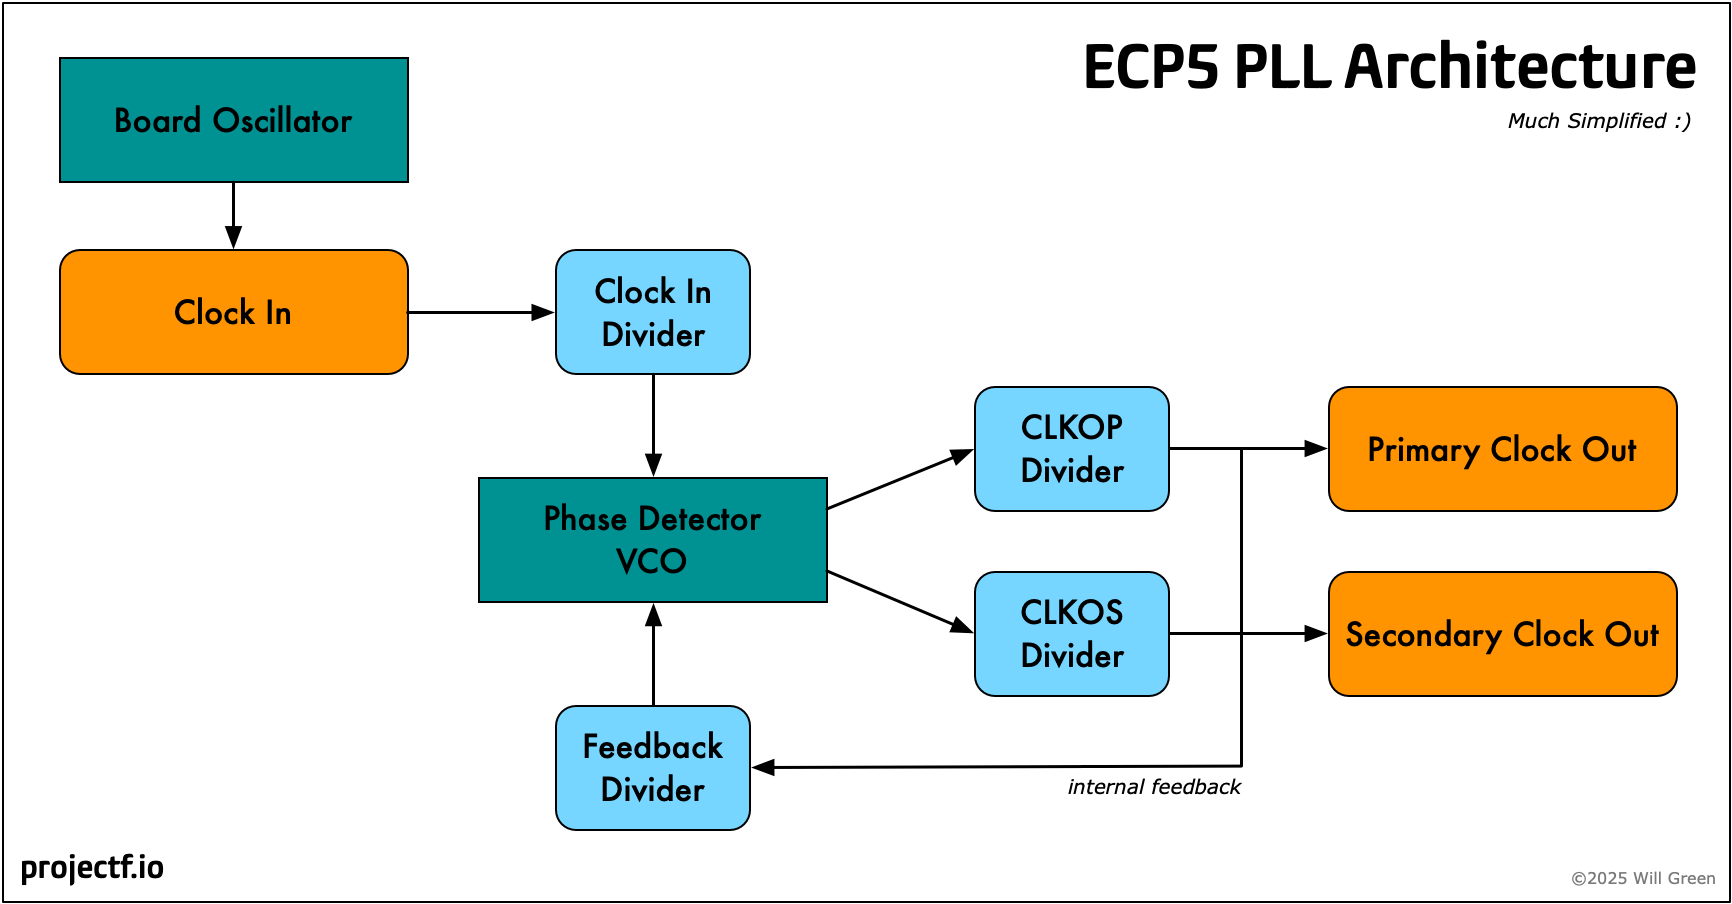 ECP5 PLL Architecture
Much Simplified :)
Board Oscillator
Clock In
Clock In
Divider
CLKOP
Divider
Primary Clock Out
Phase Detector
VCO
CLKOS
Divider
Secondary Clock Out
Feedback
Divider
internal feedback
projectf.io
©2025 Will Green